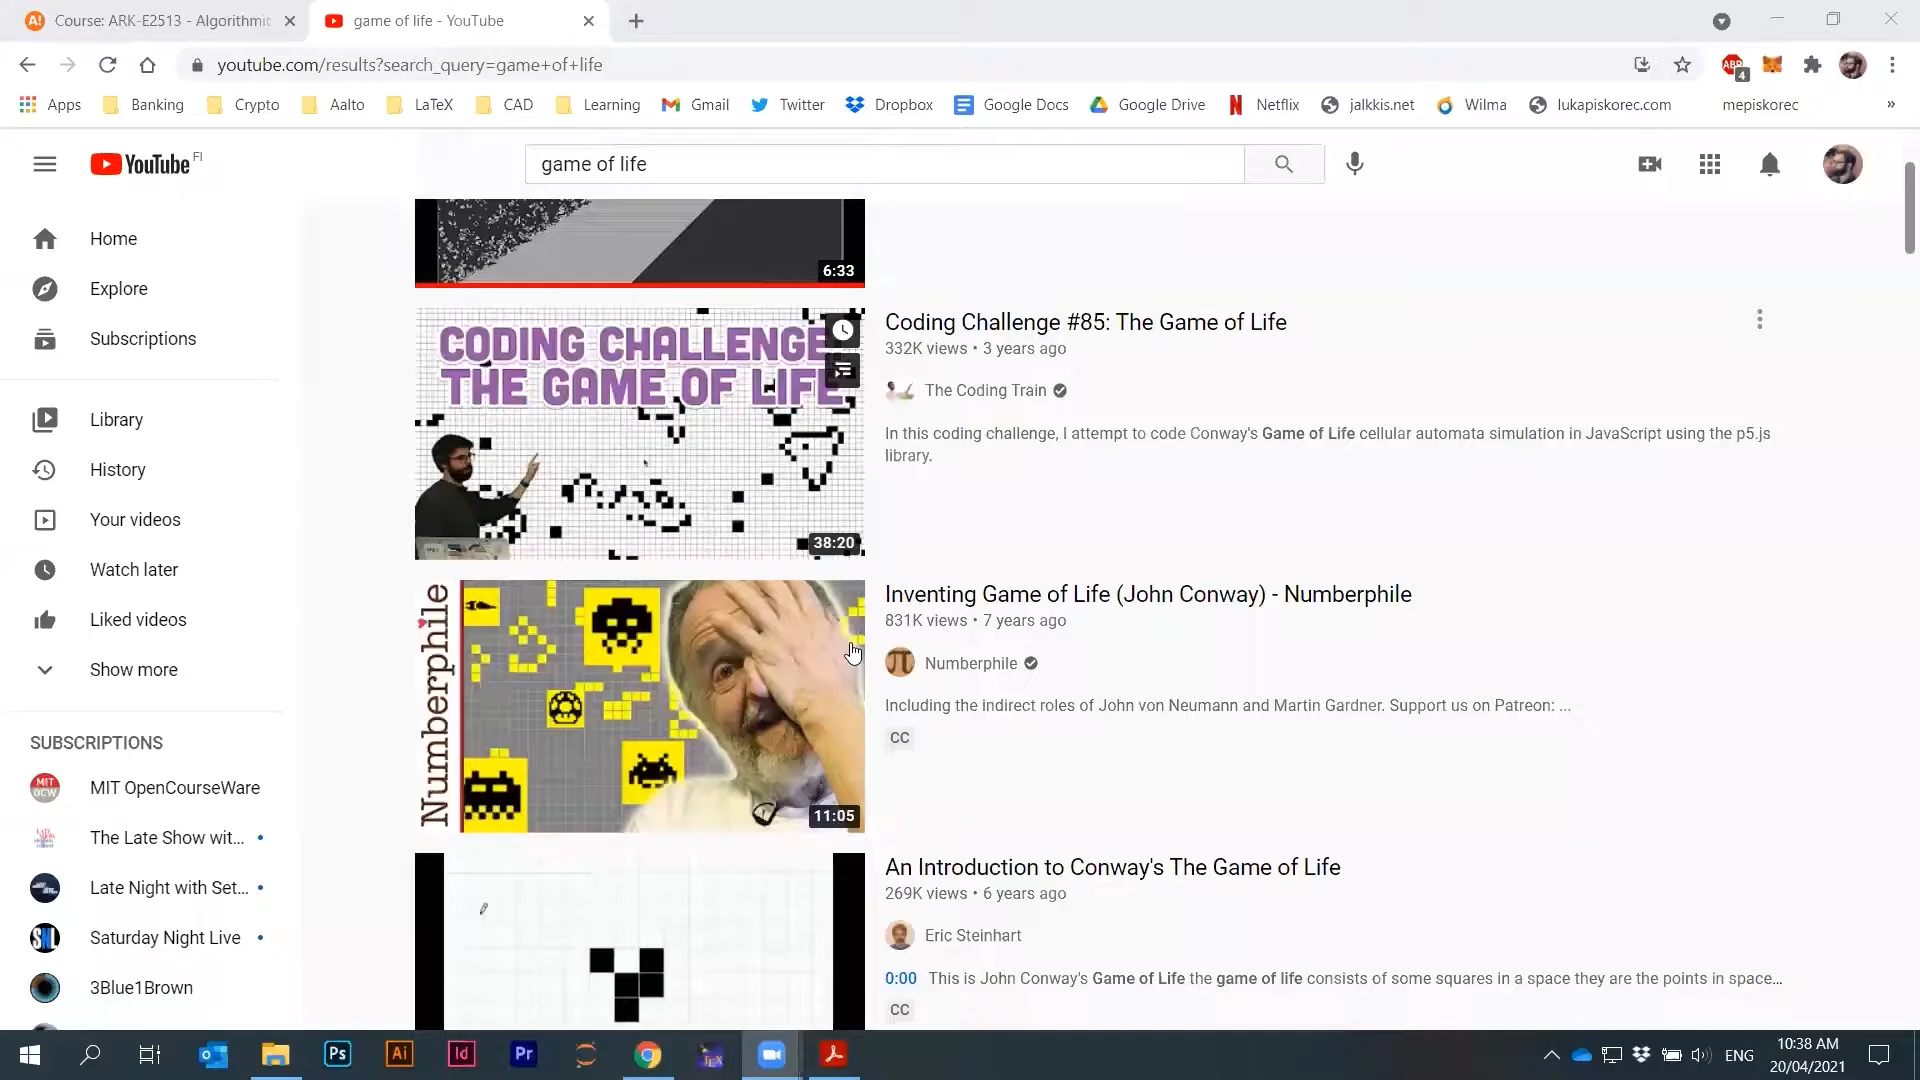 Course: ARK-E2513 - Algorithmic
game of life - YouTube
youtube.com/results?search_query=game+of+life
ABP
4
Apps
Banking
Crypto
Aalto
LaTeX
CAD
Learning
Gmail
Twitter
Dropbox
Google Docs
Google Drive
Netflix
jalkkis.net
Wilma
lukapiskorec.com
mepiskorec
»
YouTube FI
game of life
Home
Explore
Subscriptions
Library
History
Your videos
Watch later
Liked videos
Show more
SUBSCRIPTIONS
MIT OCW
MIT OpenCourseWare
The Late Show wit...
Late Night with Set...
SNL
Saturday Night Live
3Blue1Brown
6:33
CODING CHALLENGE
THE GAME OF LIFE
38:20
Coding Challenge #85: The Game of Life
332K views • 3 years ago
The Coding Train
In this coding challenge, I attempt to code Conway's Game of Life cellular automata simulation in JavaScript using the p5.js
library.
Numberphile
11:05
Inventing Game of Life (John Conway) - Numberphile
831K views • 7 years ago
Numberphile
Including the indirect roles of John von Neumann and Martin Gardner. Support us on Patreon: ...
CC
An Introduction to Conway's The Game of Life
269K views • 6 years ago
Eric Steinhart
0:00 This is John Conway's Game of Life the game of life consists of some squares in a space they are the points in space...
CC
Ps
Ai
Id
Pr
TEX
ENG
10:38 AM
20/04/2021